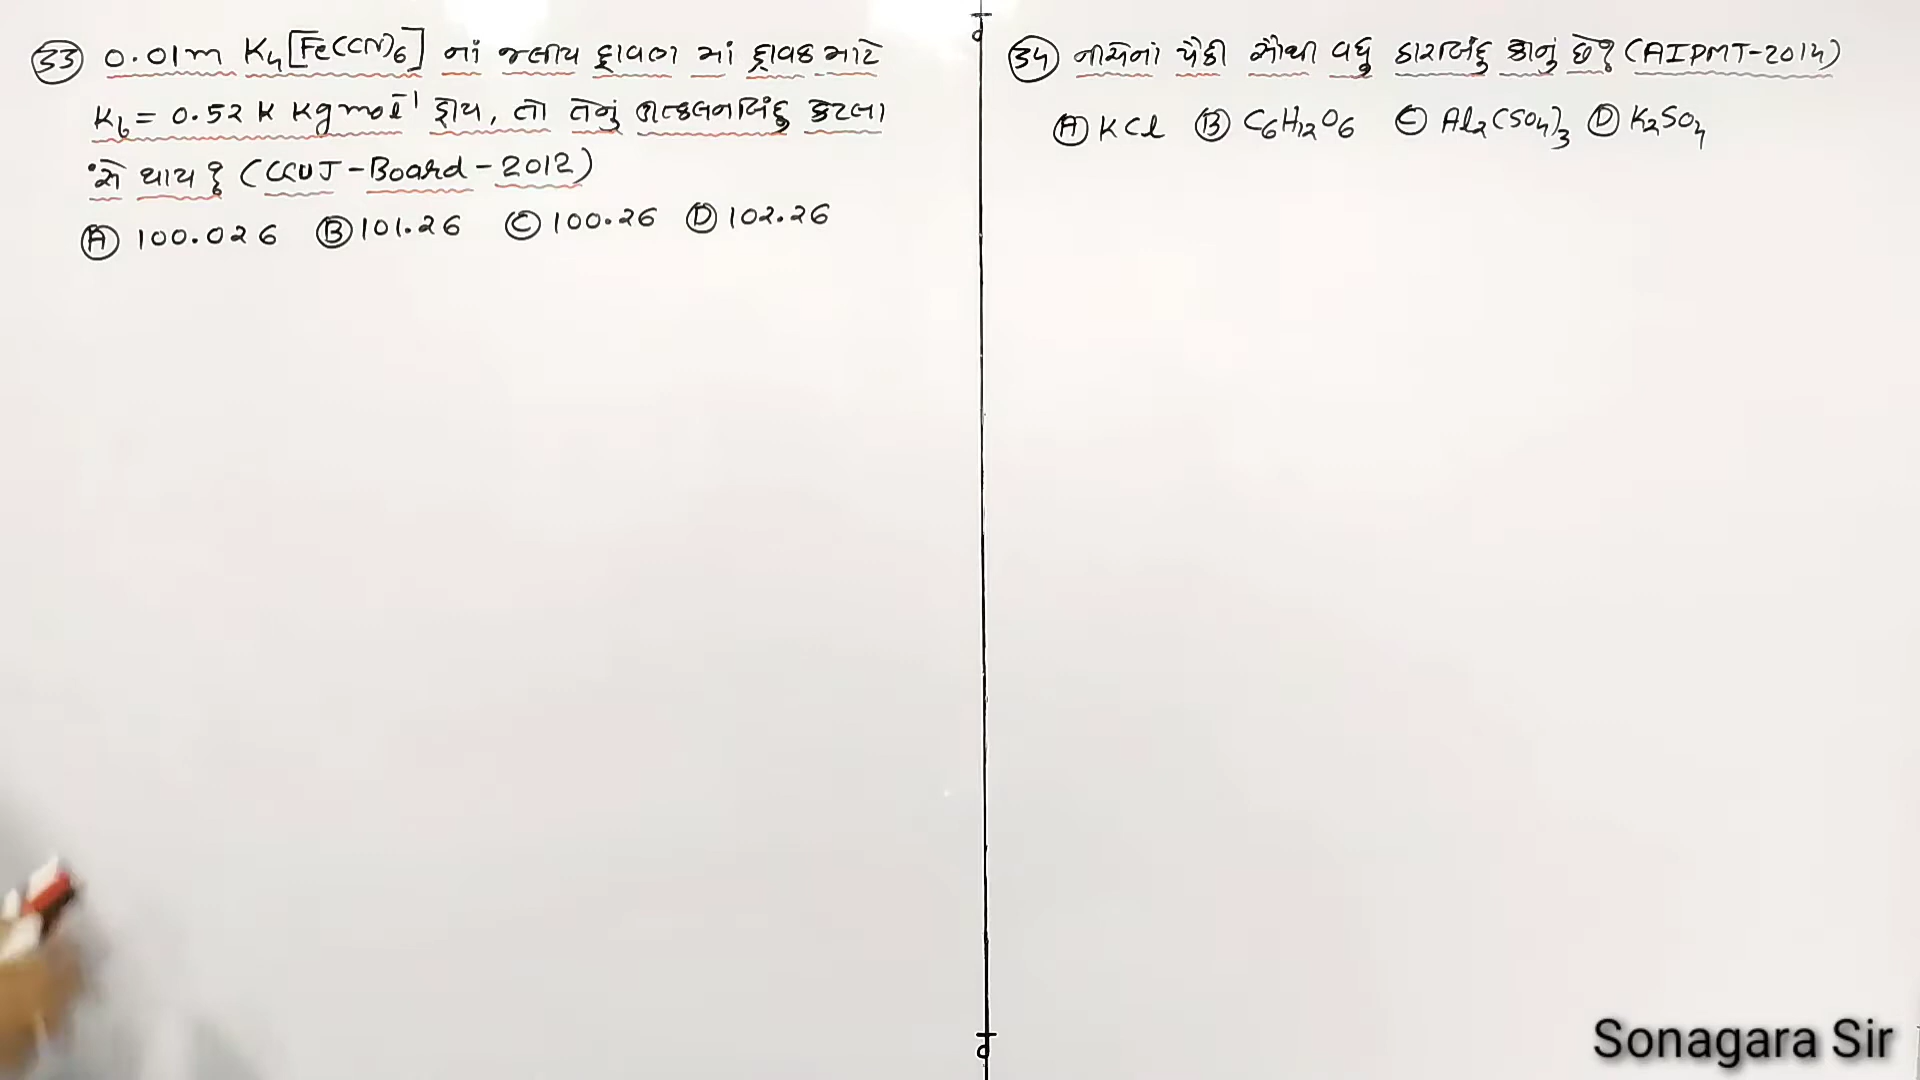 33 0.01m K4[Fe(CN)6] નાં જલીય દ્રાવણ માં દ્રાવક માટે
Kb = 0.52 K Kg mol-1 હોય, તો તેનું ઉત્કલનબિંદુ કેટલા
°સે થાય ? (GUJ-Board-2012)
A 100.026 B 101.26 C 100.26 D 102.26
34 નીચેનાં પૈકી સૌથી વધુ ઠારબિંદુ કોનું છે ? (AIPMT-2014)
A KCl B C6H12O6 C Al2(SO4)3 D K2SO4
Sonagara Sir